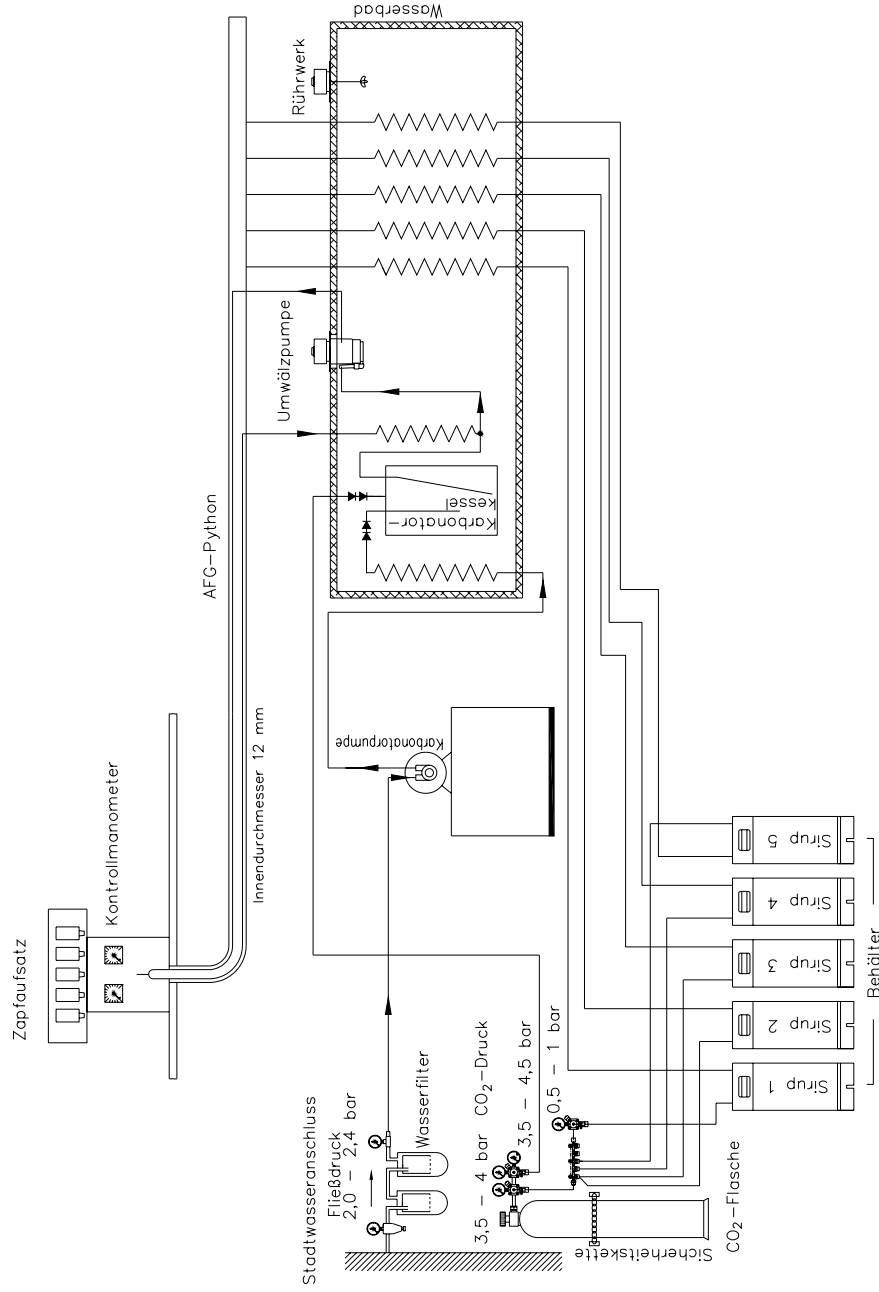 Zapfaufsatz
Kontrollmanometer
AFG–Python
Innendurchmesser 12 mm
Umwälzpumpe
Rührwerk
Wasserbad
Karbonator–
kessel
Karbonatorpumpe
Stadtwasseranschluss
Fließdruck
2,0 – 2,4 bar
Wasserfilter
3,5 – 4 bar CO₂–Druck
3,5 – 4,5 bar
0,5 – 1 bar
Sicherheitskette
CO₂–Flasche
Sirup 1
Sirup 2
Sirup 3
Sirup 4
Sirup 5
Behälter